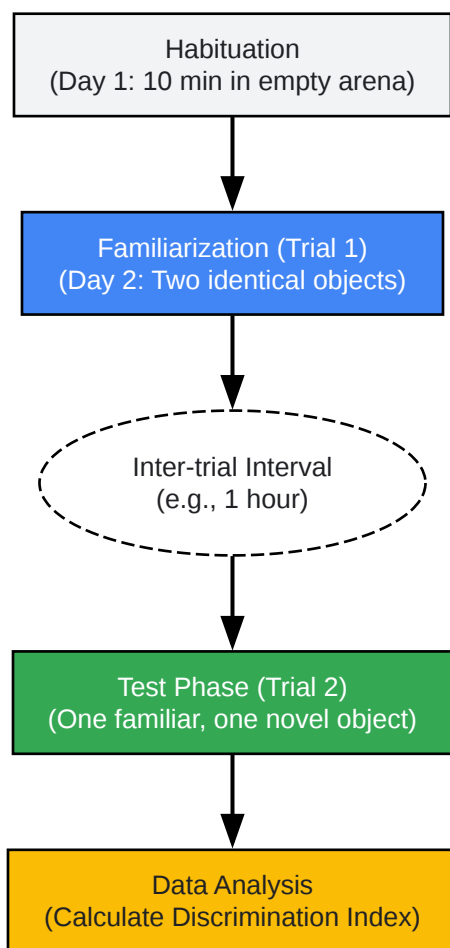 Habituation
(Day 1: 10 min in empty arena)
Familiarization (Trial 1)
(Day 2: Two identical objects)
Inter-trial Interval
(e.g., 1 hour)
Test Phase (Trial 2)
(One familiar, one novel object)
Data Analysis
(Calculate Discrimination Index)